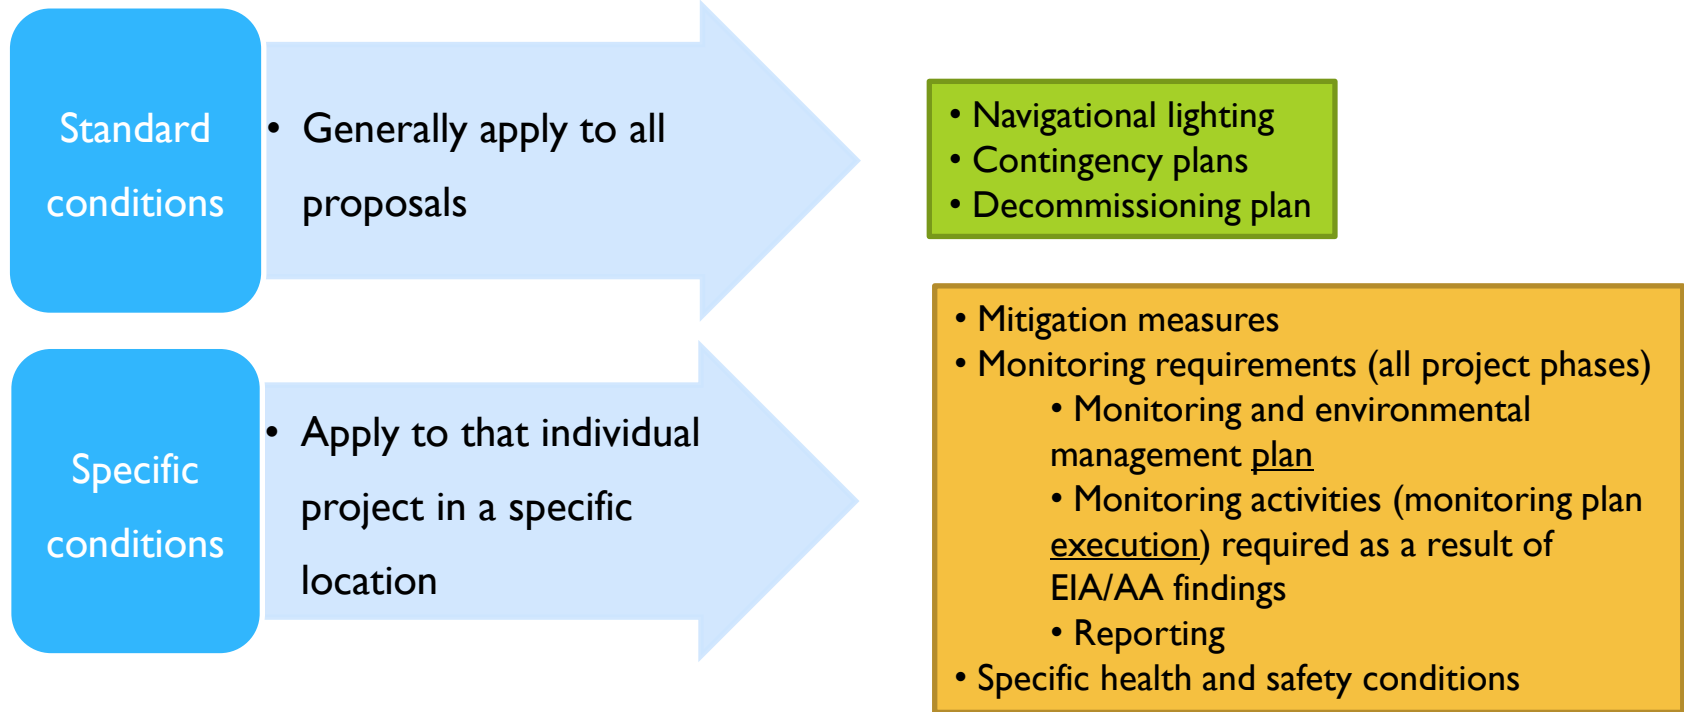 Standard
conditions
• Generally apply to all
proposals
• Navigational lighting
• Contingency plans
• Decommissioning plan
Specific
conditions
• Apply to that individual
project in a specific
location
• Mitigation measures
• Monitoring requirements (all project phases)
• Monitoring and environmental
management plan
• Monitoring activities (monitoring plan
execution) required as a result of
EIA/AA findings
• Reporting
• Specific health and safety conditions